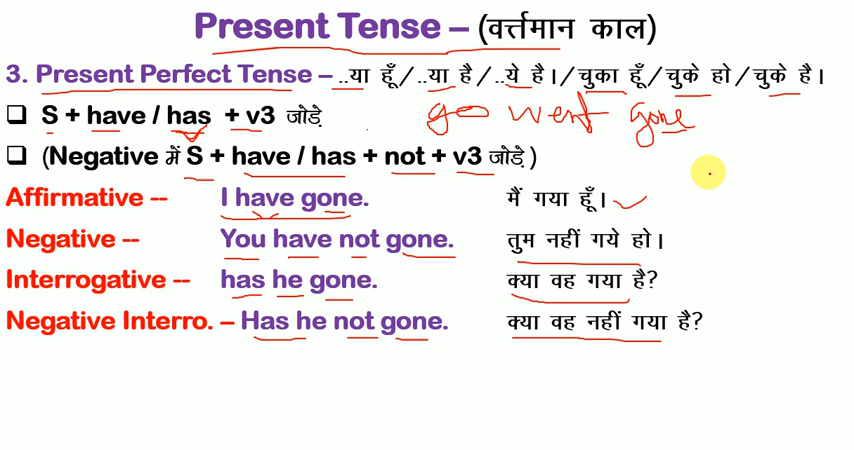 Present Tense – (वर्त्तमान काल)
3. Present Perfect Tense – ..या हूँ/ ..या है/ ..ये है।/ चुका हूँ/ चुके हो/ चुके है।
❑ S + have / has + v3 जोड़े
go went gone
❑ (Negative में S + have / has + not + v3 जोड़े)
Affirmative -- I have gone. मैं गया हूँ।
Negative -- You have not gone. तुम नहीं गये हो।
Interrogative -- has he gone. क्या वह गया है?
Negative Interro. – Has he not gone. क्या वह नहीं गया है?